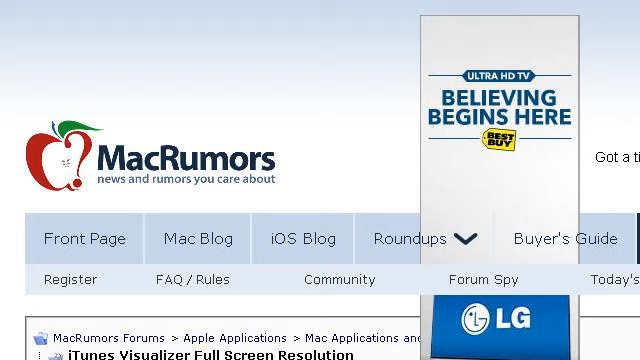 ULTRA HD TV
BELIEVING
BEGINS HERE
BEST
BUY
MacRumors
news and rumors you care about
Got a ti
Front Page Mac Blog iOS Blog Roundups Buyer's Guide
Register FAQ / Rules Community Forum Spy Today's
LG
MacRumors Forums > Apple Applications > Mac Applications and
iTunes Visualizer Full Screen Resolution